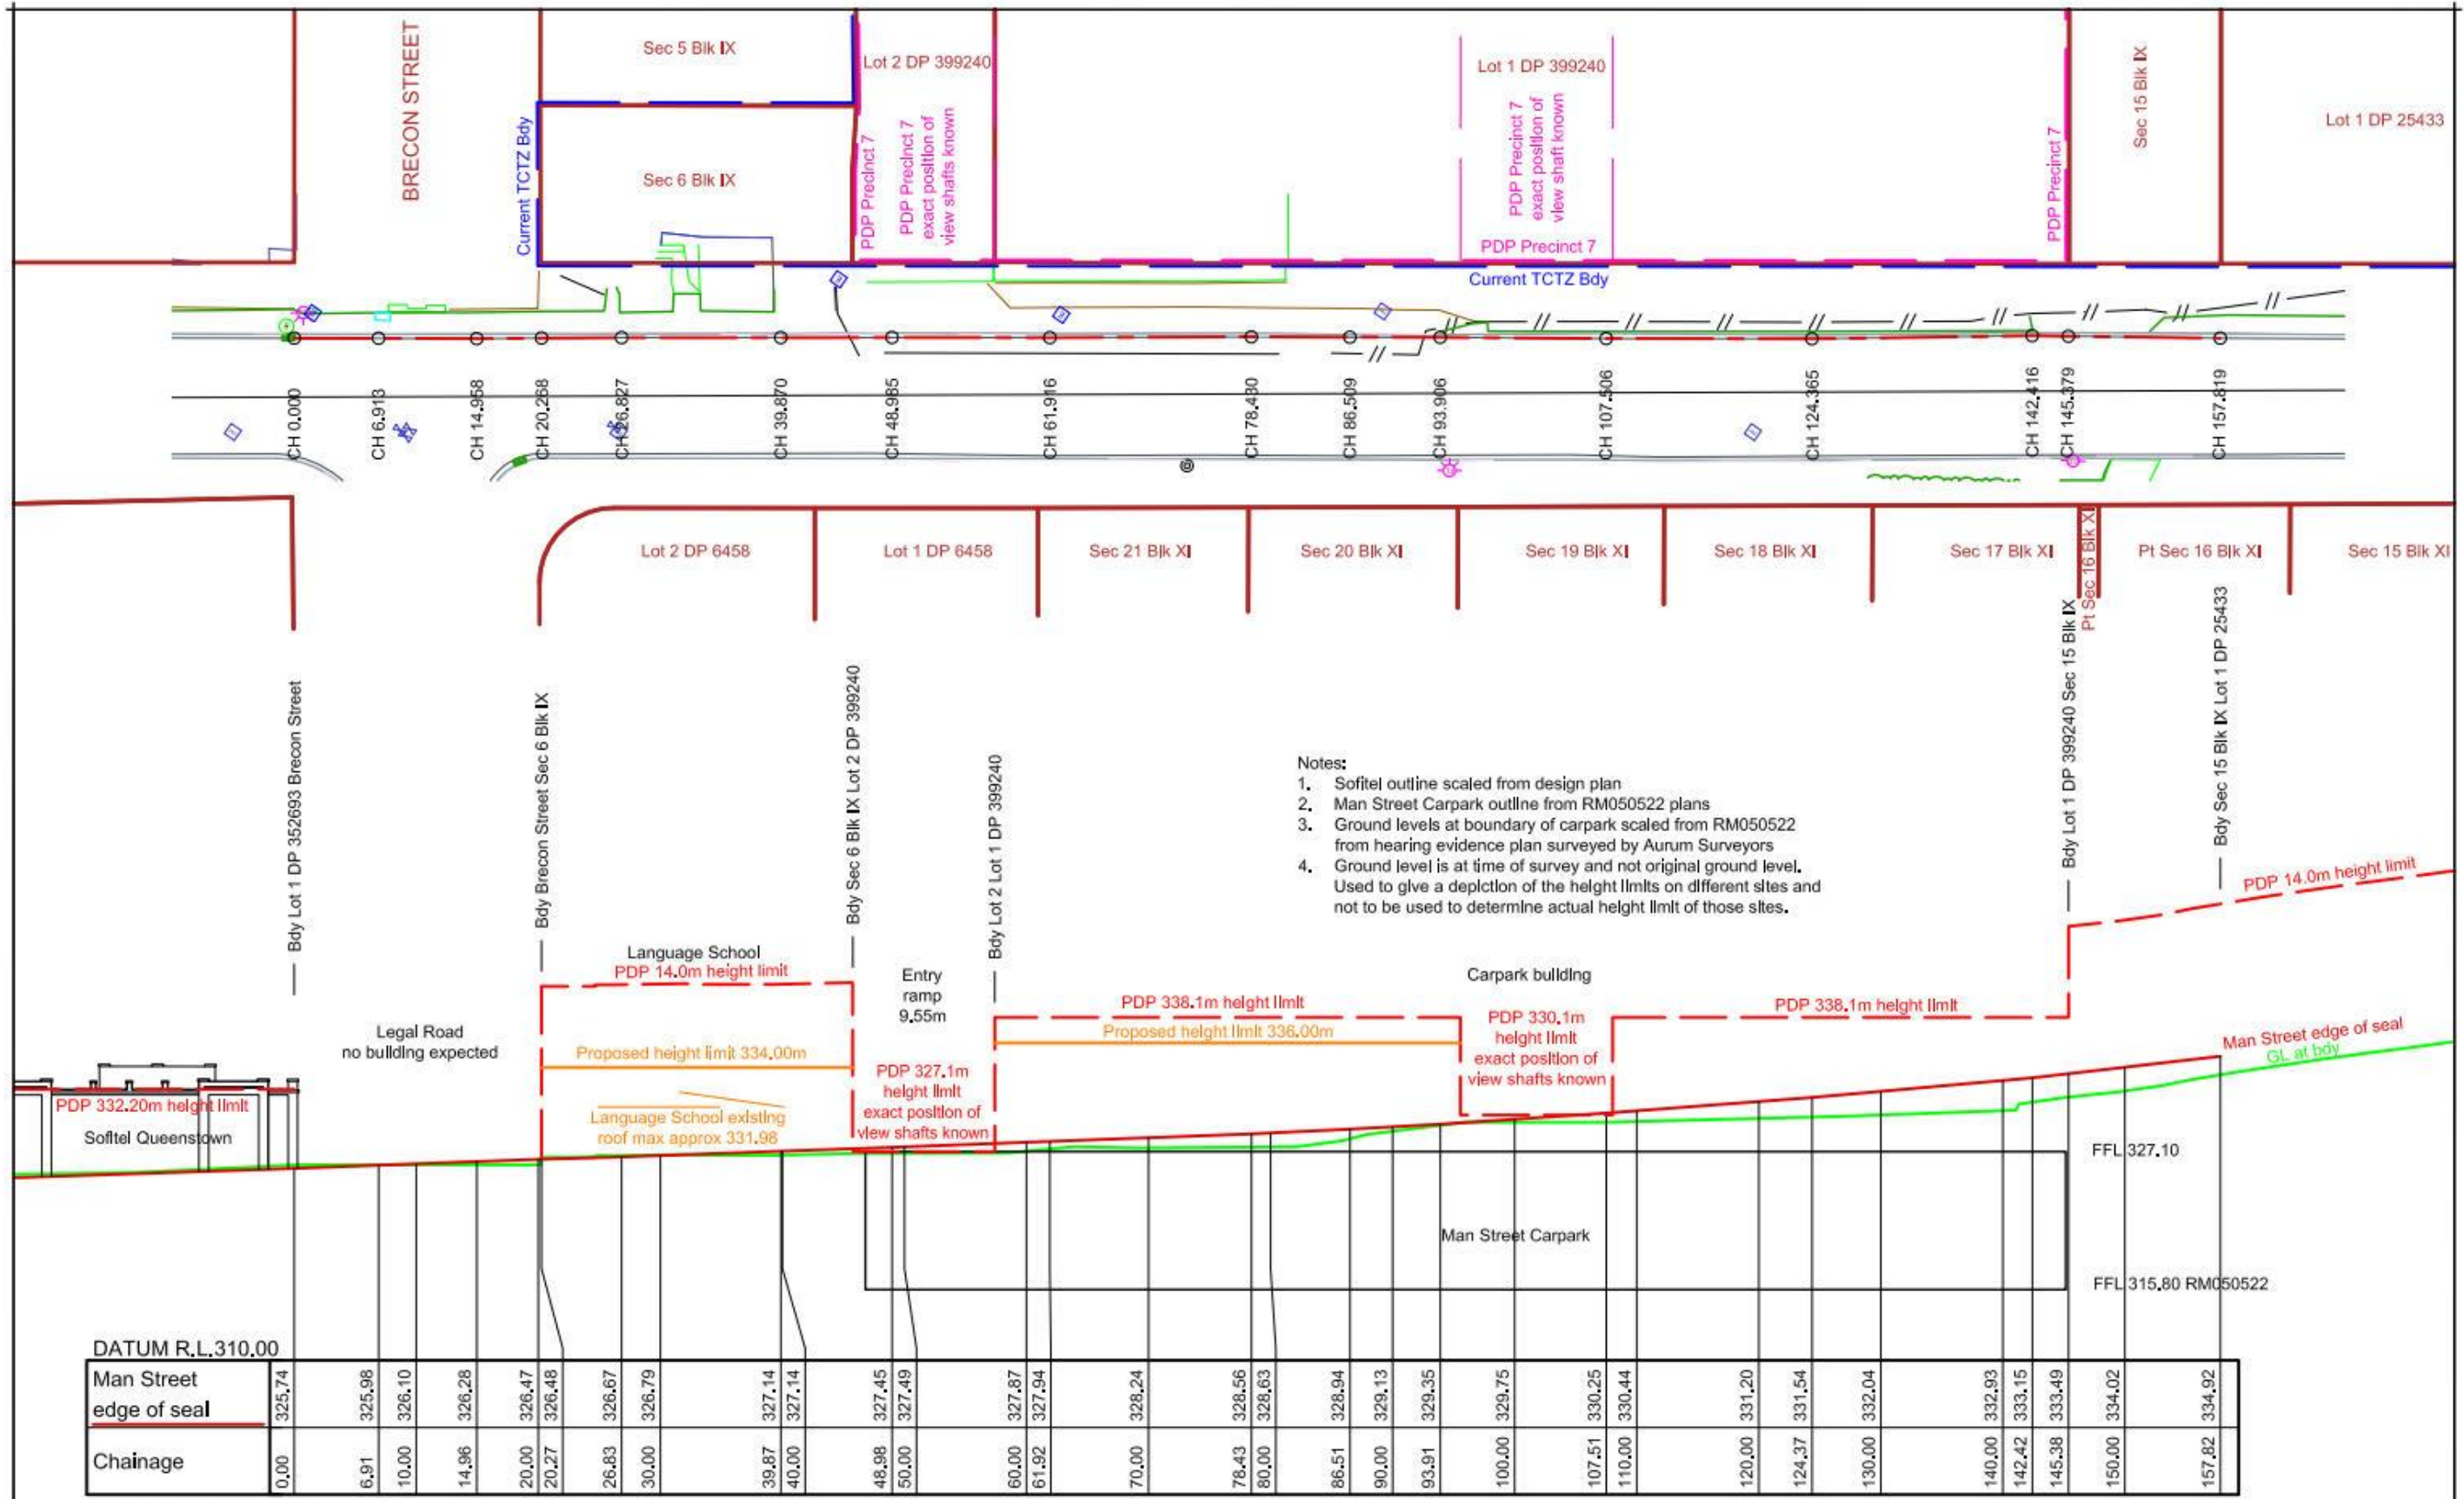 BRECON STREET
Current TCTZ Bdy
Sec 5 Blk IX
Sec 6 Blk IX
Lot 2 DP 399240
PDP Precinct 7
PDP Precinct 7
exact position of
view shafts known
Lot 1 DP 399240
PDP Precinct 7
exact position of
view shaft known
PDP Precinct 7
Current TCTZ Bdy
PDP Precinct 7
Sec 15 Blk IX
Lot 1 DP 25433
CH 0.000
CH 6.913
CH 14.958
CH 20.268
CH 26.827
CH 39.870
CH 48.985
CH 61.916
CH 78.430
CH 86.509
CH 93.906
CH 107.506
CH 124.365
CH 142.416
CH 145.379
CH 157.819
Lot 2 DP 6458
Lot 1 DP 6458
Sec 21 Blk XI
Sec 20 Blk XI
Sec 19 Blk XI
Sec 18 Blk XI
Sec 17 Blk XI
Pt Sec 16 Blk XI
Pt Sec 16 Blk XI
Sec 15 Blk XI
Bdy Lot 1 DP 352693 Brecon Street
Bdy Brecon Street Sec 6 Blk IX
Bdy Sec 6 Blk IX Lot 2 DP 399240
Bdy Lot 2 Lot 1 DP 399240
Bdy Lot 1 DP 399240 Sec 15 Blk IX
Bdy Sec 15 Blk IX Lot 1 DP 25433
Notes:
1. Sofitel outline scaled from design plan
2. Man Street Carpark outline from RM050522 plans
3. Ground levels at boundary of carpark scaled from RM050522
from hearing evidence plan surveyed by Aurum Surveyors
4. Ground level is at time of survey and not original ground level.
Used to give a depiction of the height limits on different sites and
not to be used to determine actual height limit of those sites.
PDP 14.0m height limit
Language School
PDP 14.0m height limit
Entry
ramp
9.55m
Carpark building
PDP 338.1m height limit
PDP 338.1m height limit
Legal Road
no building expected
Proposed height limit 334.00m
Proposed height limit 336.00m
PDP 330.1m
height limit
exact position of
view shafts known
Man Street edge of seal
GL at bdy
PDP 327.1m
height limit
exact position of
view shafts known
PDP 332.20m height limit
Sofitel Queenstown
Language School existing
roof max approx 331.98
FFL 327.10
Man Street Carpark
FFL 315.80 RM050522
DATUM R.L.310.00
Man Street
edge of seal
325.74 325.98 326.10 326.28 326.47 326.48 326.67 326.79 327.14 327.14 327.45 327.49 327.87 327.94 328.24 328.56 328.63 328.94 329.13 329.35 329.75 330.25 330.44 331.20 331.54 332.04 332.93 333.15 333.49 334.02 334.92
Chainage
0.00 6.91 10.00 14.96 20.00 20.27 26.83 30.00 39.87 40.00 48.98 50.00 60.00 61.92 70.00 78.43 80.00 86.51 90.00 93.91 100.00 107.51 110.00 120.00 124.37 130.00 140.00 142.42 145.38 150.00 157.82